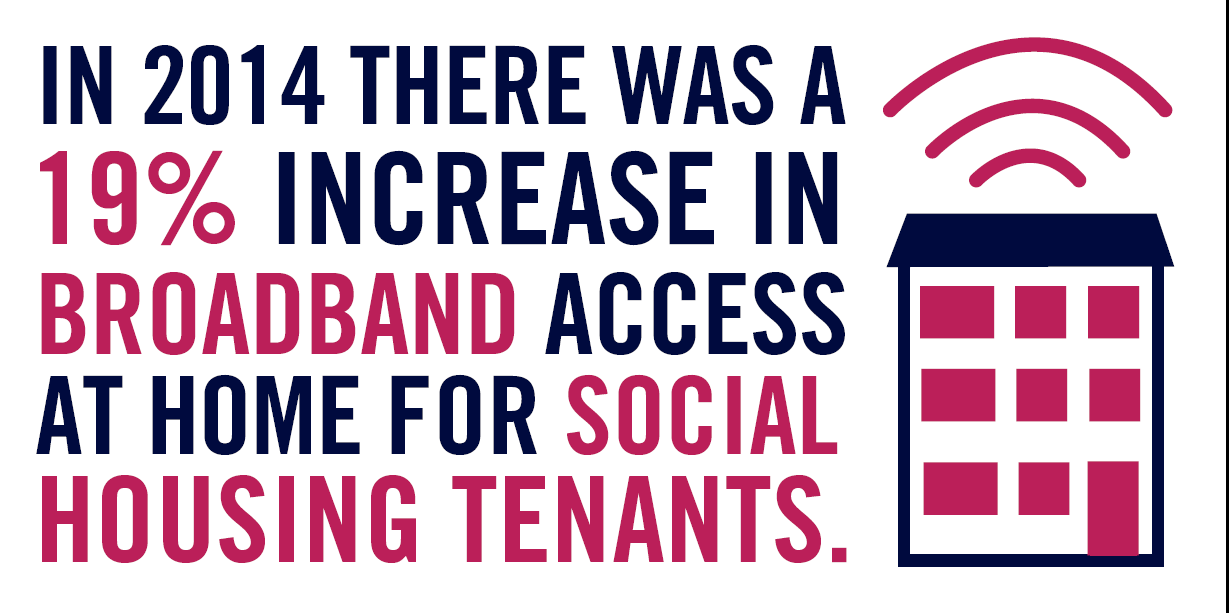 IN 2014 THERE WAS A
19% INCREASE IN
BROADBAND ACCESS
AT HOME FOR SOCIAL
HOUSING TENANTS.